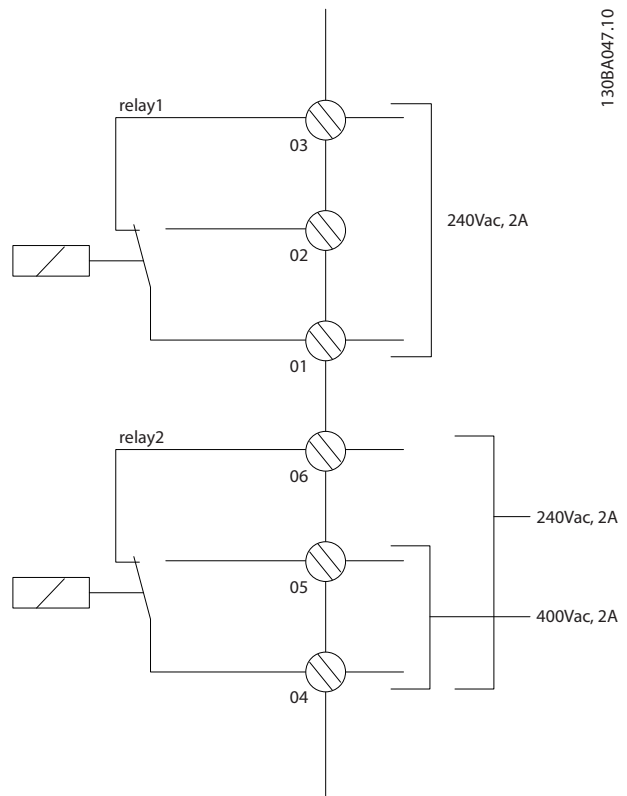 130BA047.10
relay1
03
240Vac, 2A
02
01
relay2
06
240Vac, 2A
05
400Vac, 2A
04